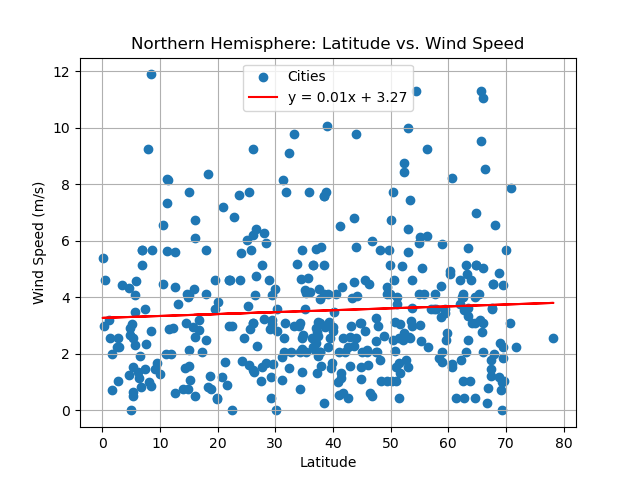 Northern Hemisphere: Latitude vs. Wind Speed
Cities
y = 0.01x + 3.27
12
10
8
6
4
2
0
Wind Speed (m/s)
0 10 20 30 40 50 60 70 80
Latitude